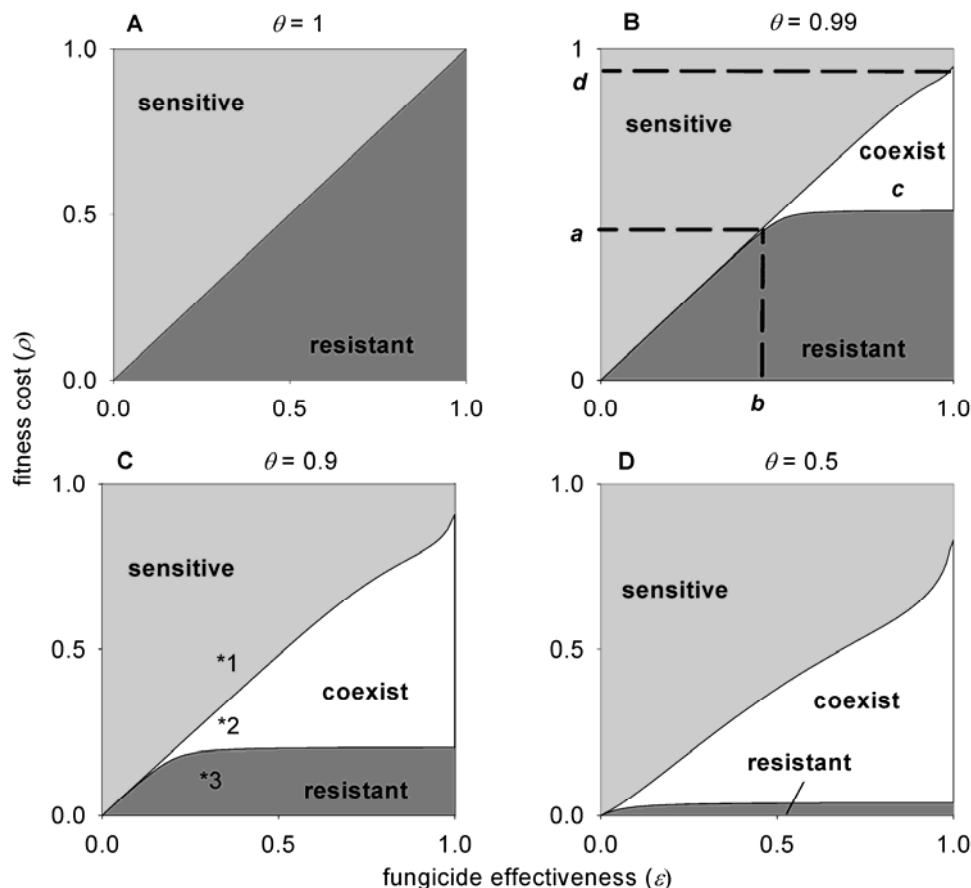 A θ = 1
1.0
sensitive
0.5
resistant
0.0
0.0 0.5 1.0
B θ = 0.99
1
d
sensitive
coexist
c
a
resistant
0
0.0 b 1.0
fitness cost (ρ)
C θ = 0.9
1.0
sensitive
0.5
*1
coexist
*2
*3
resistant
0.0
0.0 0.5 1.0
D θ = 0.5
1.0
sensitive
0.5
coexist
resistant
0.0
0.0 0.5 1.0
fungicide effectiveness (ε)